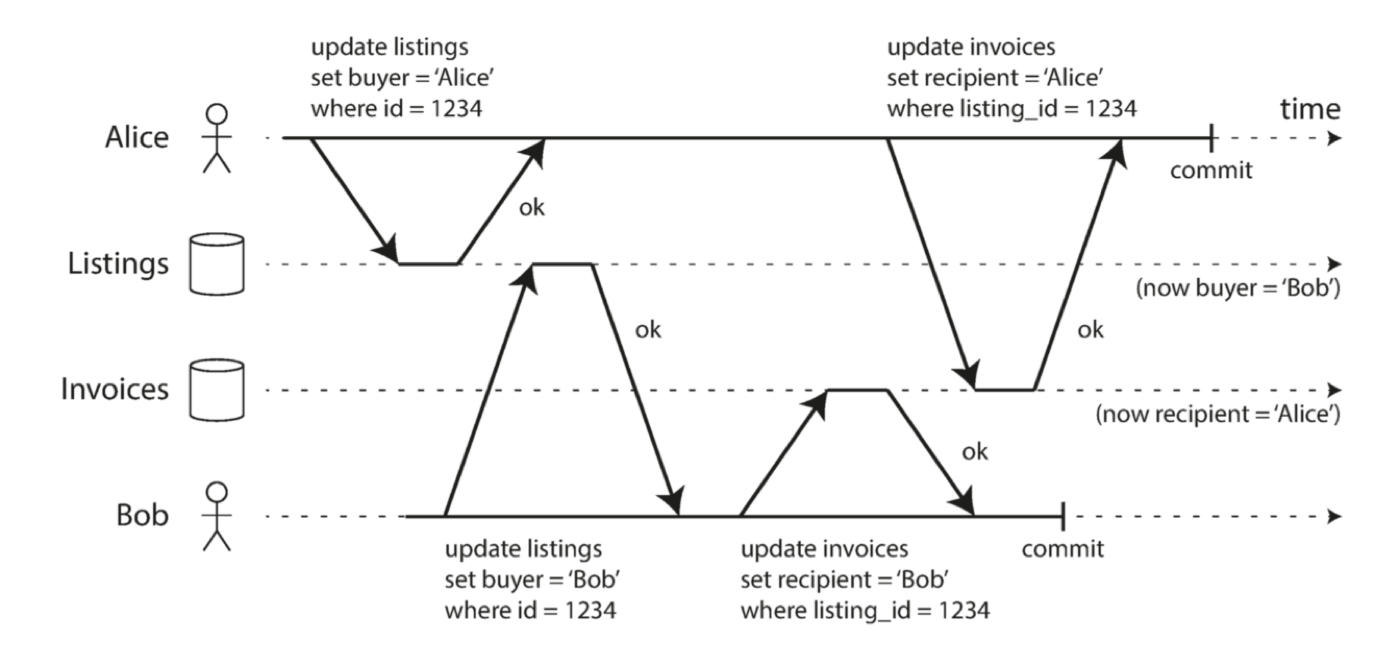 update listings
set buyer = ‘Alice’
where id = 1234
update invoices
set recipient = ‘Alice’
where listing_id = 1234
time
Alice
commit
ok
Listings
(now buyer = ‘Bob’)
ok
ok
Invoices
(now recipient = ‘Alice’)
ok
Bob
update listings
set buyer = ‘Bob’
where id = 1234
update invoices
set recipient = ‘Bob’
where listing_id = 1234
commit